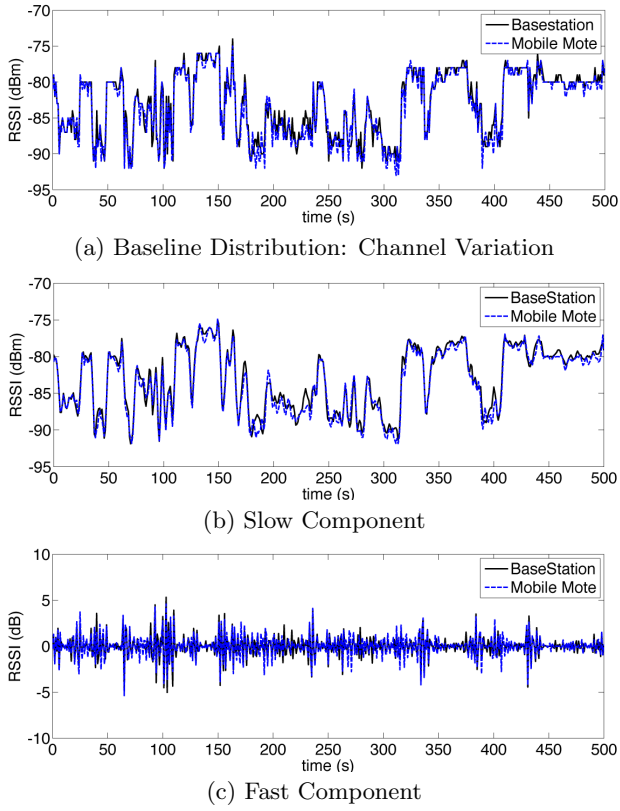 -70
-75
-80
-85
-90
-95
RSSI (dBm)
Basestation
Mobile Mote
0 50 100 150 200 250 300 350 400 450 500
time (s)
(a) Baseline Distribution: Channel Variation
-70
-75
-80
-85
-90
-95
RSSI (dBm)
BaseStation
Mobile Mote
0 50 100 150 200 250 300 350 400 450 500
time (s)
(b) Slow Component
10
5
0
-5
-10
RSSI (dB)
BaseStation
Mobile Mote
0 50 100 150 200 250 300 350 400 450 500
time (s)
(c) Fast Component